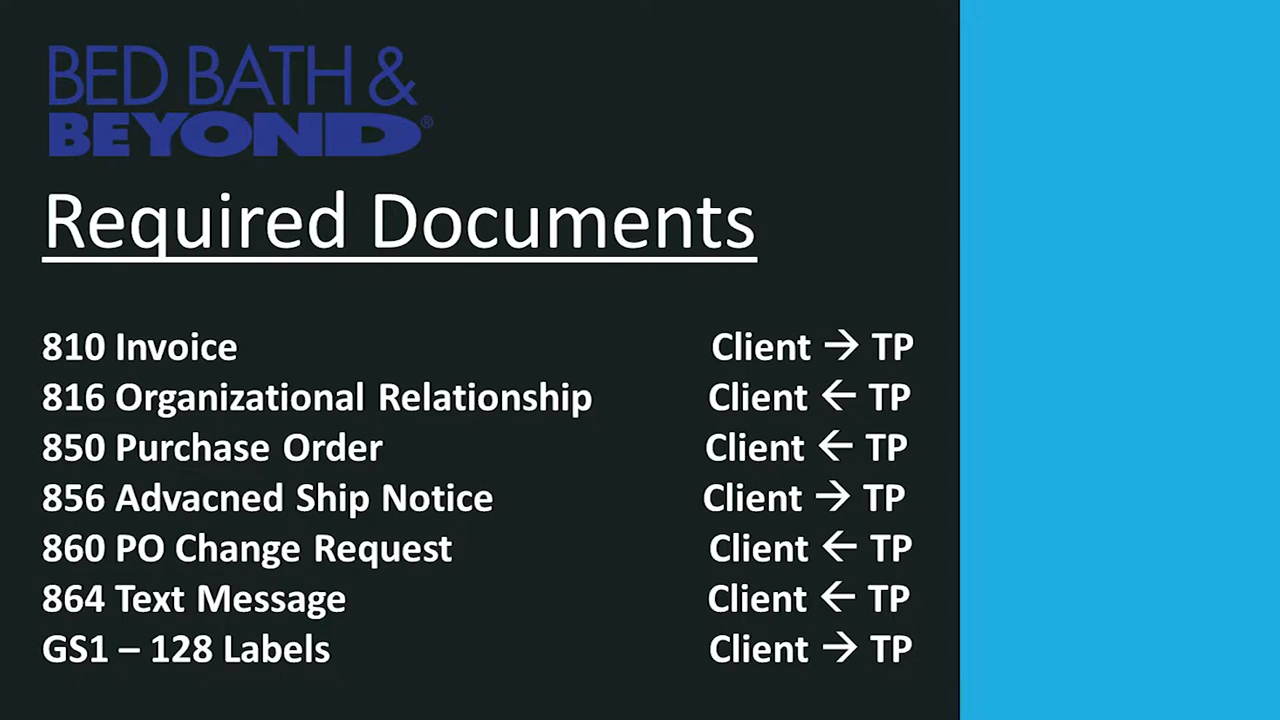 BED BATH &
BEYOND®
Required Documents
810 Invoice Client → TP
816 Organizational Relationship Client ← TP
850 Purchase Order Client ← TP
856 Advacned Ship Notice Client → TP
860 PO Change Request Client ← TP
864 Text Message Client ← TP
GS1 – 128 Labels Client → TP